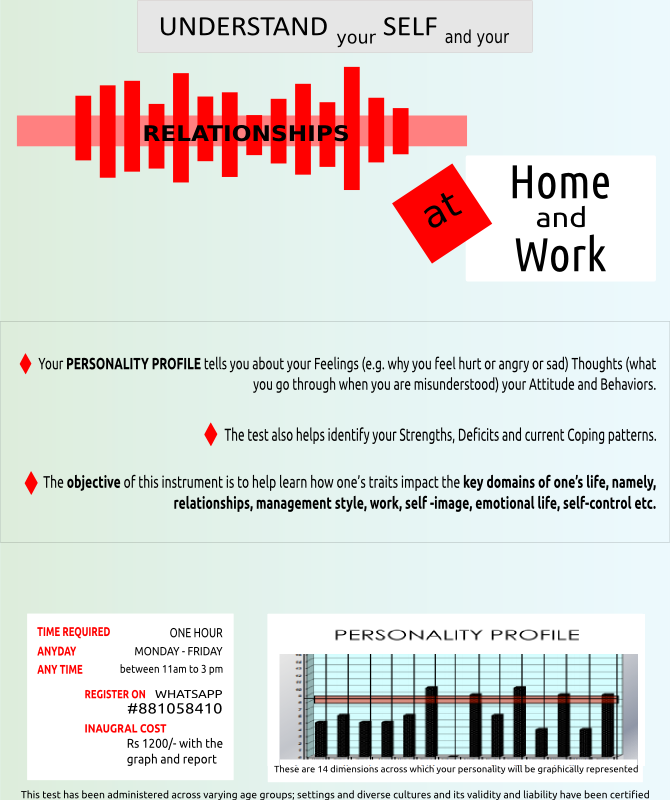 UNDERSTAND your SELF and your
RELATIONSHIPS
at
Home
and
Work
Your PERSONALITY PROFILE tells you about your Feelings (e.g. why you feel hurt or angry or sad) Thoughts (what
you go through when you are misunderstood) your Attitude and Behaviors.
The test also helps identify your Strengths, Deficits and current Coping patterns.
The objective of this instrument is to help learn how one's traits impact the key domains of one's life, namely,
relationships, management style, work, self -image, emotional life, self-control etc.
TIME REQUIRED ONE HOUR
ANYDAY MONDAY - FRIDAY
ANY TIME between 11am to 3 pm
REGISTER ON WHATSAPP
#881058410
INAUGRAL COST
Rs 1200/- with the
graph and report
PERSONALITY PROFILE
These are 14 dimensions across which your personality will be graphically represented
This test has been administered across varying age groups; settings and diverse cultures and its validity and liability have been certified